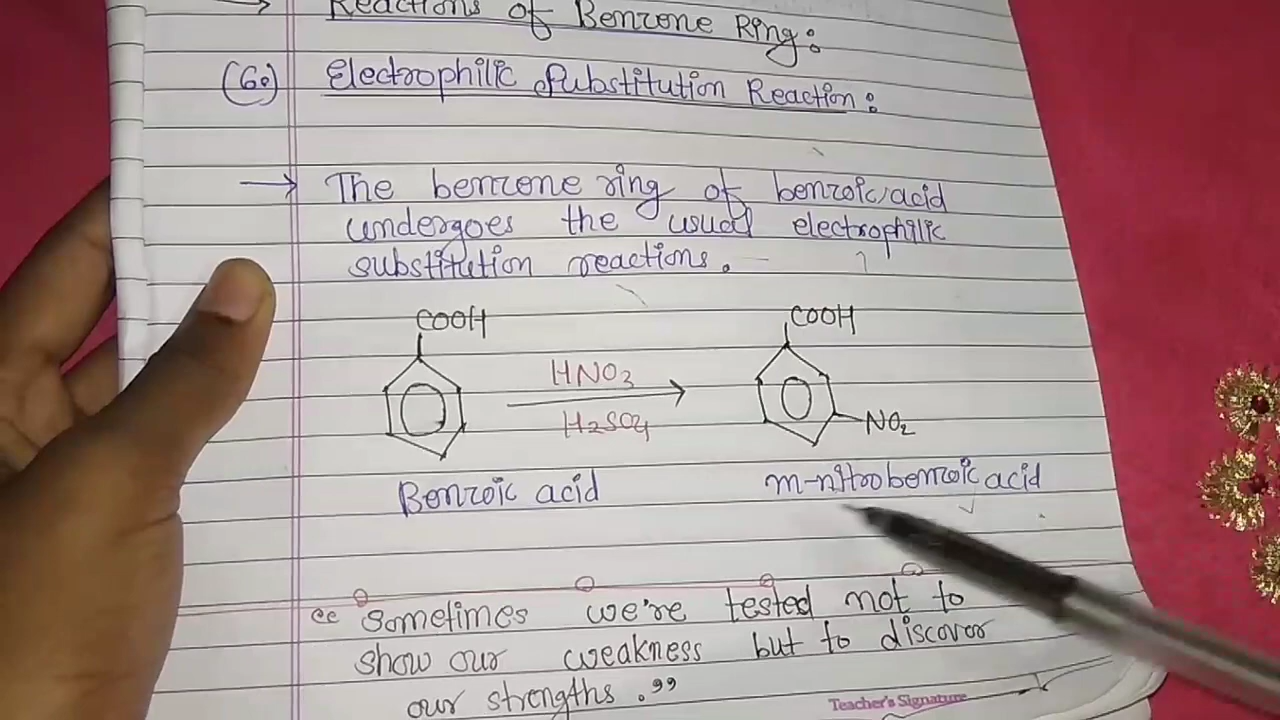 → Reactions of Benzene Ring:
(6.) Electrophilic Substitution Reaction:
→ The benzene ring of benzoic acid
undergoes the usual electrophilic
substitution reactions.
COOH
HNO₃
H₂SO₄
COOH
NO₂
Benzoic acid
m-nitrobenzoic acid
“ Sometimes we're tested not to
show our weakness but to discover
our strengths.”
Teacher's Signature